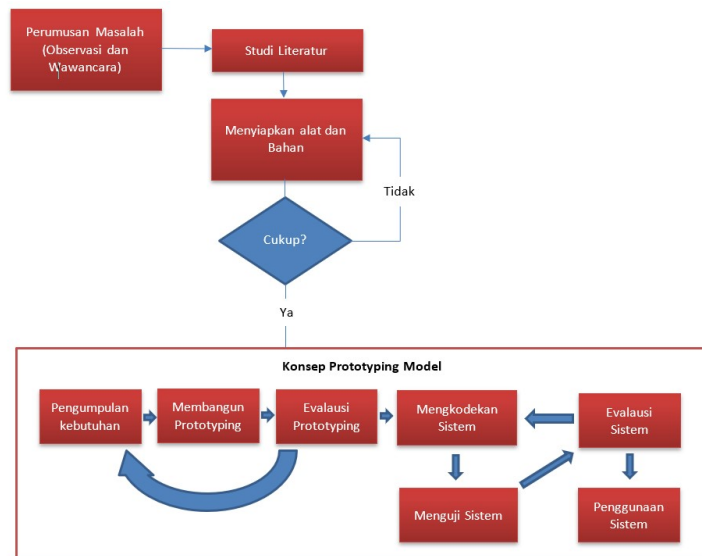 Perumusan Masalah
(Observasi dan
Wawancara)
Studi Literatur
Menyiapkan alat dan
Bahan
Tidak
Cukup?
Ya
Konsep Prototyping Model
Pengumpulan
kebutuhan
Membangun
Prototyping
Evalausi
Prototyping
Mengkodekan
Sistem
Evalausi
Sistem
Menguji Sistem
Penggunaan
Sistem